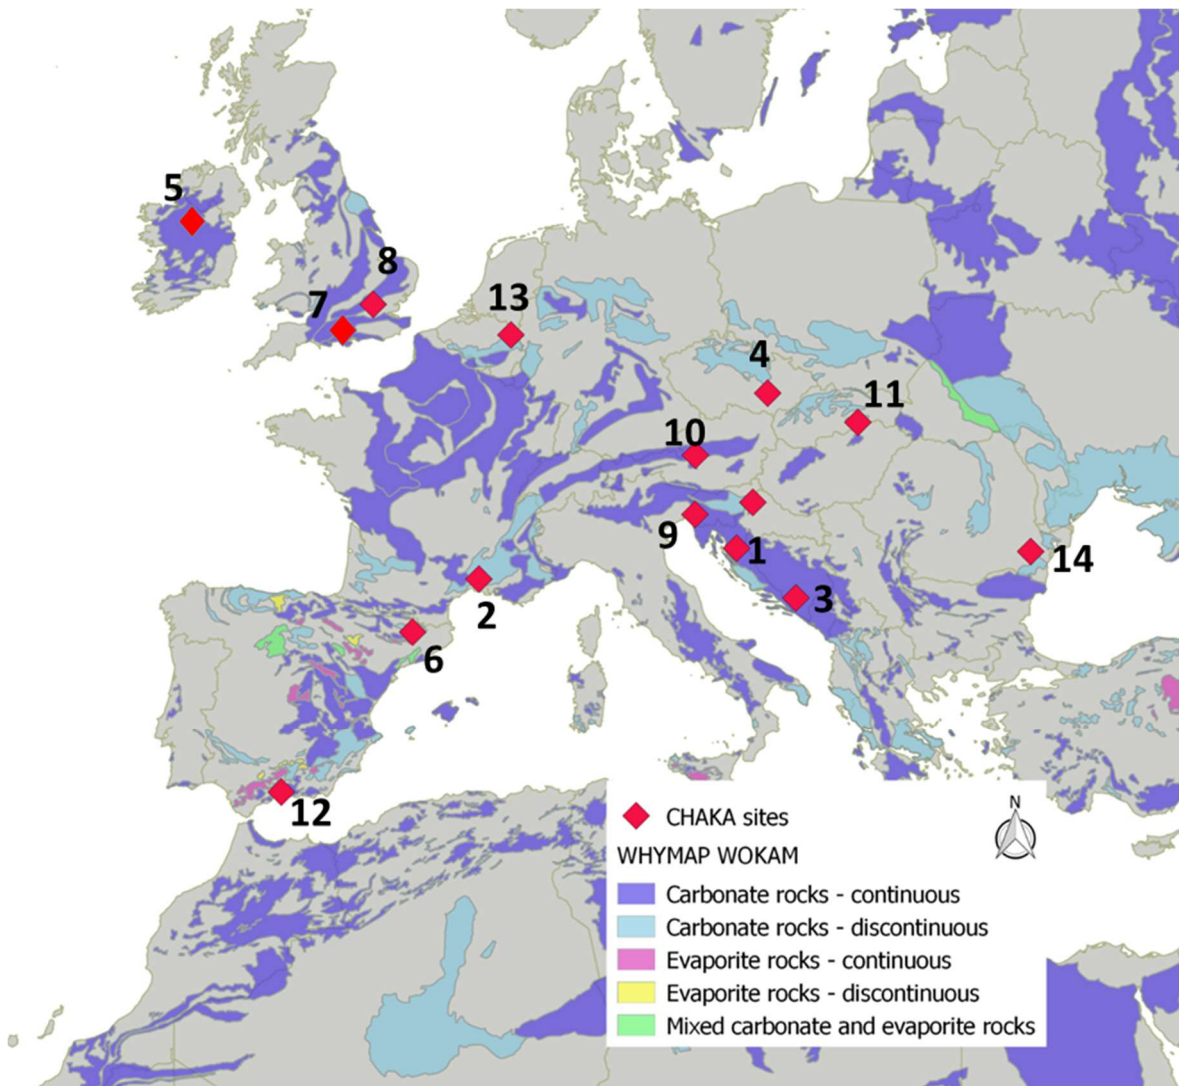 5
8
7
13
4
11
10
9
1
14
2
3
6
12
N
CHAKA sites
WHYMAP WOKAM
Carbonate rocks - continuous
Carbonate rocks - discontinuous
Evaporite rocks - continuous
Evaporite rocks - discontinuous
Mixed carbonate and evaporite rocks